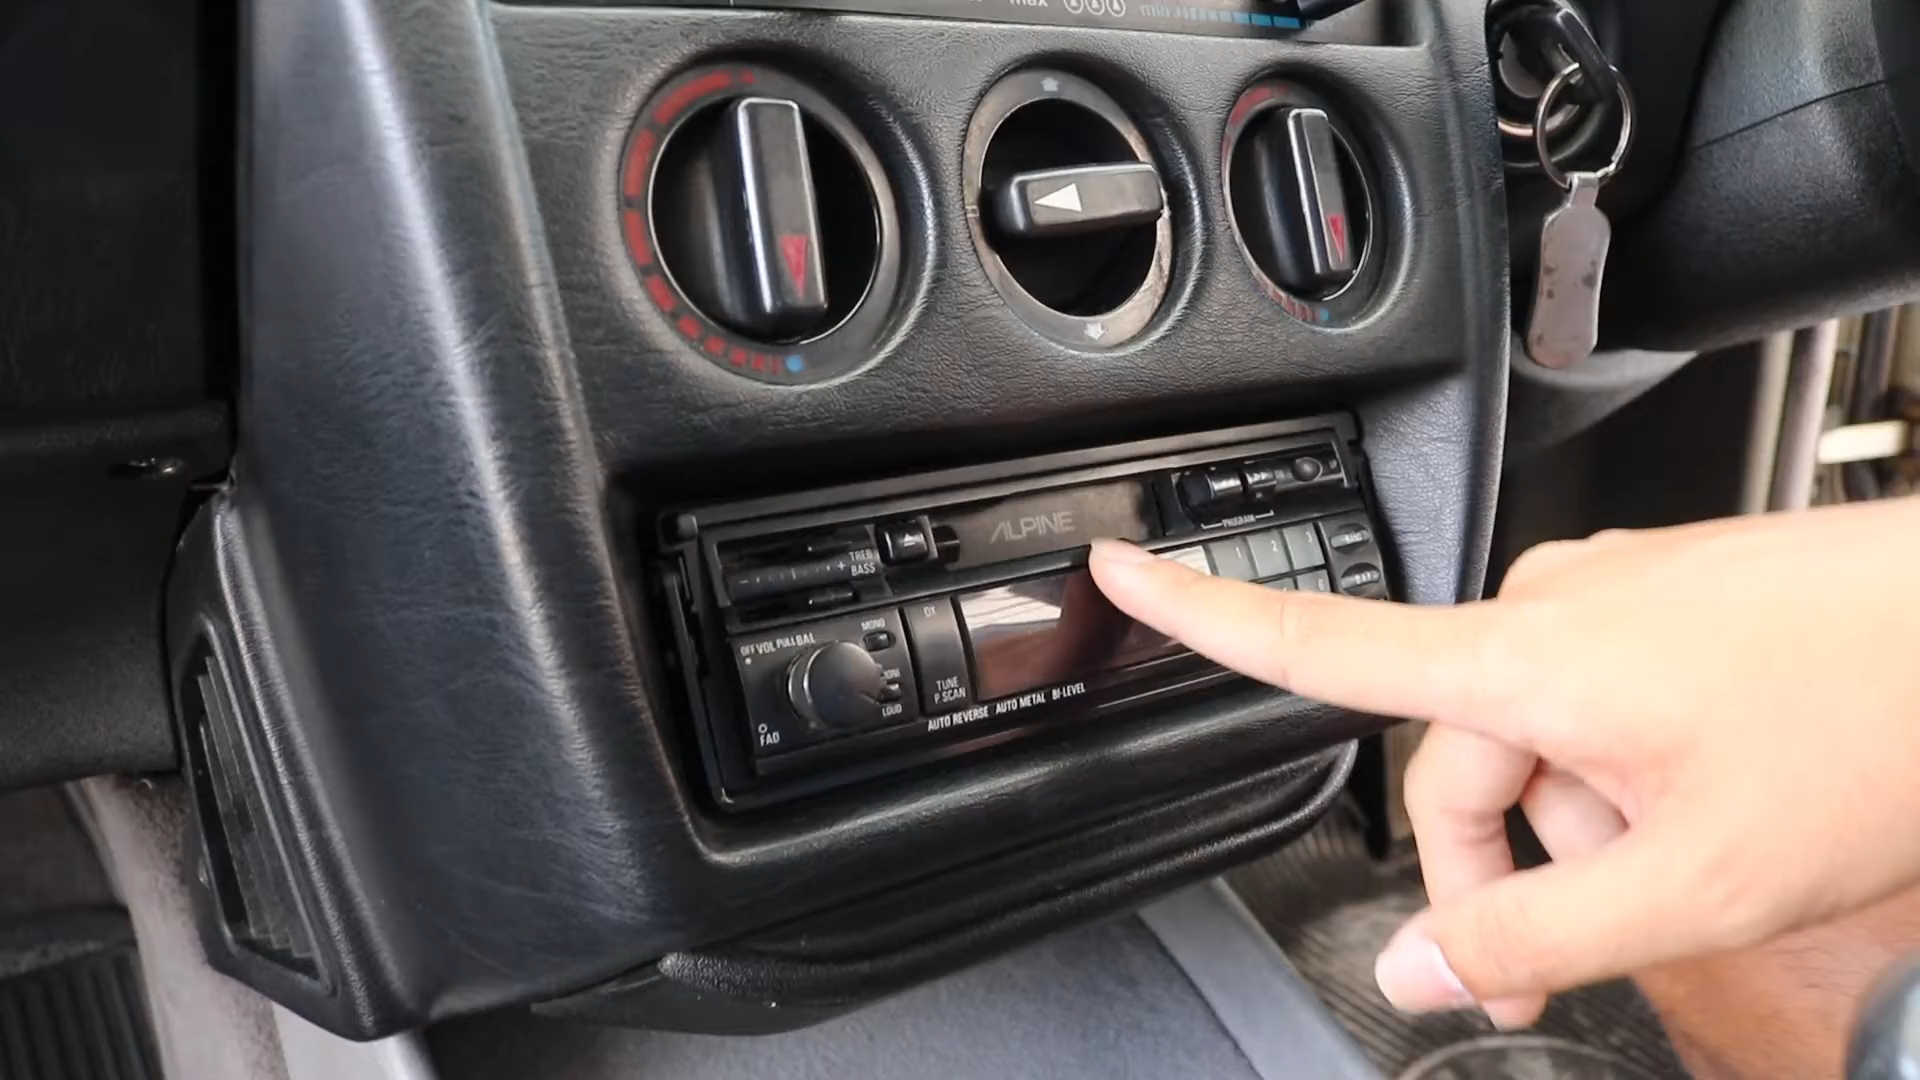 max
ALPINE
PROGRAM
TREB
BASS
1 2 3
6
DX
MONO
OFF VOL PULL BAL
TUNE
P.SCAN
LOUD
FAD
AUTO REVERSE AUTO METAL BI-LEVEL